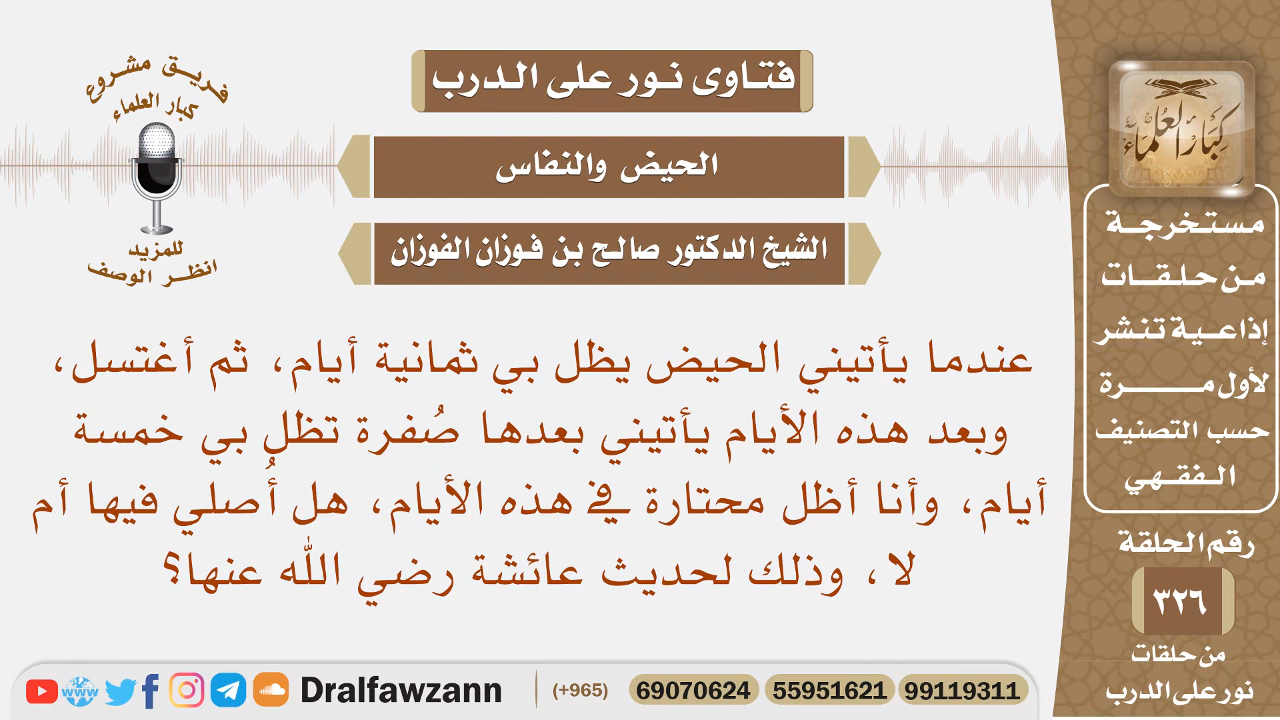 فريق مشروع
كبار العلماء
للمزيد
انظر الوصف
فتاوى نور على الدرب
الحيض والنفاس
الشيخ الدكتور صالح بن فوزان الفوزان
عندما يأتيني الحيض يظل بي ثمانية أيام، ثم أغتسل،
وبعد هذه الأيام يأتيني بعدها صُفرة تظل بي خمسة
أيام، وأنا أظل محتارة في هذه الأيام، هل أُصلي فيها أم
لا، وذلك لحديث عائشة رضي الله عنها؟
كِبَار العُلَمَاء
مستخرجة
من حلقات
إذاعية تنشر
لأول مرة
حسب التصنيف
الفقهي
رقم الحلقة
٣٢٦
من حلقات
نور على الدرب
www
Dralfawzann
(+965)
69070624
55951621
99119311